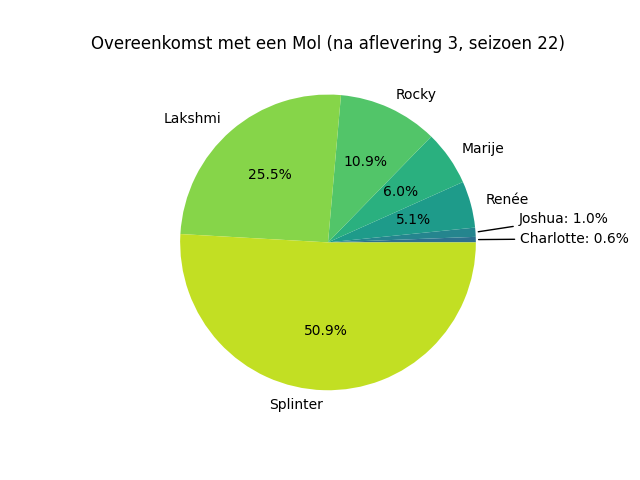 Overeenkomst met een Mol (na aflevering 3, seizoen 22)
Rocky
Lakshmi
Marije
10.9%
25.5%
6.0%
Renée
5.1%
Joshua: 1.0%
Charlotte: 0.6%
50.9%
Splinter